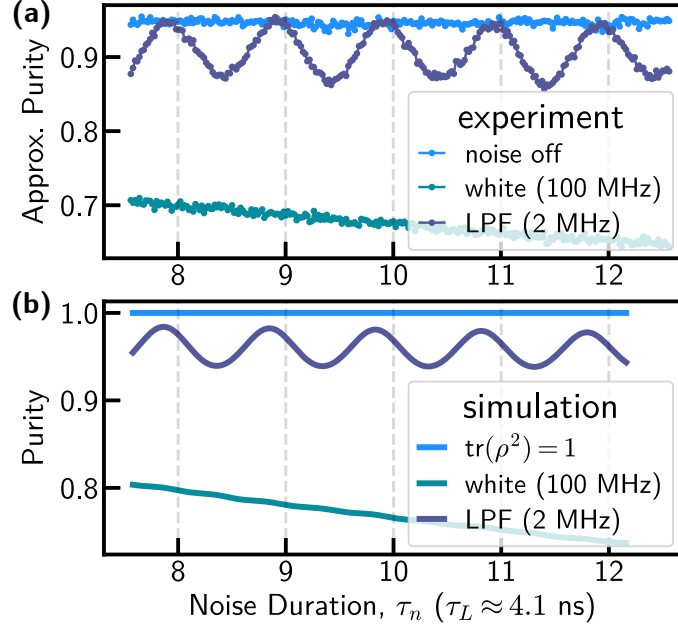 (a)
Approx. Purity
0.9
0.8
0.7
experiment
noise off
white (100 MHz)
LPF (2 MHz)
8 9 10 11 12
(b)
Purity
1.0
0.9
0.8
simulation
tr(ρ²) = 1
white (100 MHz)
LPF (2 MHz)
8 9 10 11 12
Noise Duration, τₙ (τ_L ≈ 4.1 ns)